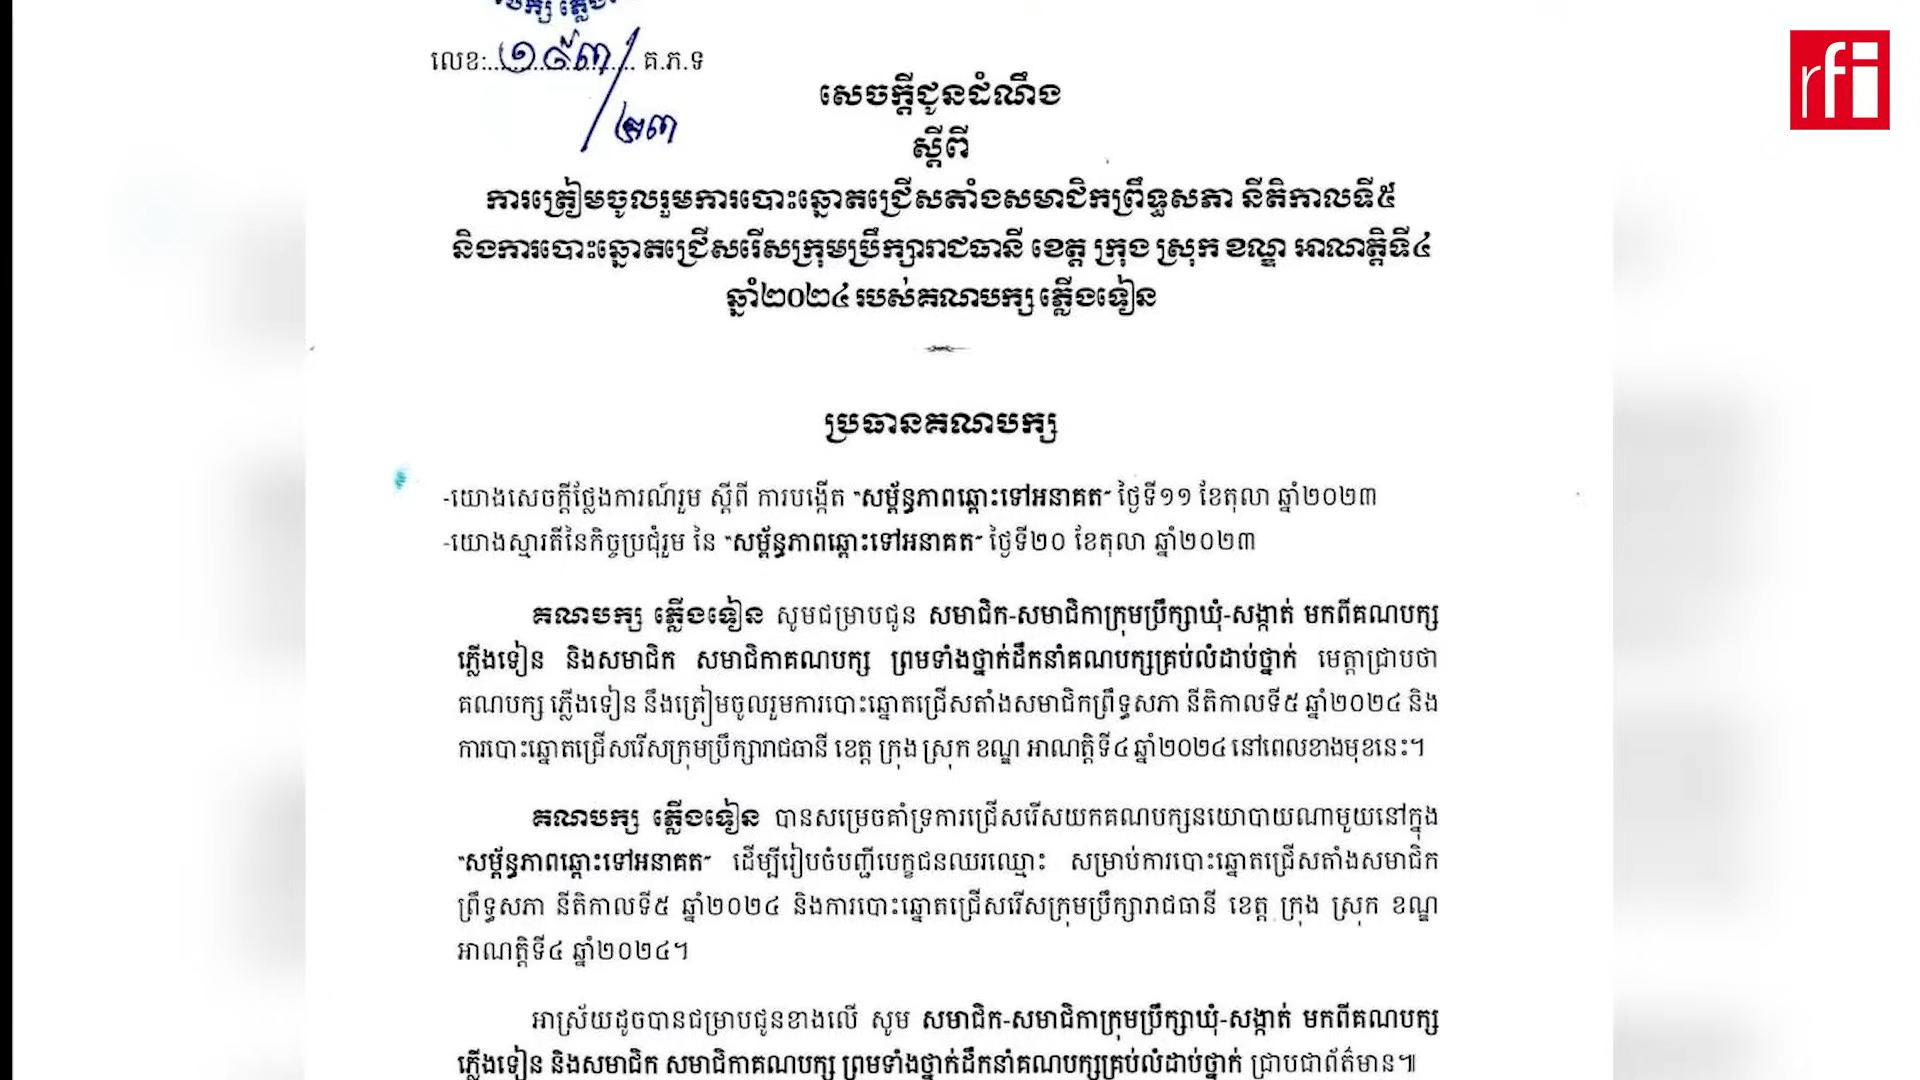 បក្ស ភ្លើង
លេខ:១៩៣/២៣ គ.ភ.ទ
rfi
សេចក្តីជូនដំណឹង
ស្តីពី
ការត្រៀមចូលរួមការបោះឆ្នោតជ្រើសតាំងសមាជិកព្រឹទ្ធសភា នីតិកាលទី៥
និងការបោះឆ្នោតជ្រើសរើសក្រុមប្រឹក្សារាជធានី ខេត្ត ក្រុង ស្រុក ខណ្ឌ អាណត្តិទី៤
ឆ្នាំ២០២៤ របស់គណបក្ស ភ្លើងទៀន
ប្រធានគណបក្ស
-យោងសេចក្តីថ្លែងការណ៍រួម ស្តីពី ការបង្កើត "សម្ព័ន្ធភាពឆ្ពោះទៅអនាគត" ថ្ងៃទី១១ ខែតុលា ឆ្នាំ២០២៣
-យោងស្មារតីនៃកិច្ចប្រជុំរួម នៃ "សម្ព័ន្ធភាពឆ្ពោះទៅអនាគត" ថ្ងៃទី២០ ខែតុលា ឆ្នាំ២០២៣
គណបក្ស ភ្លើងទៀន សូមជម្រាបជូន សមាជិក-សមាជិកាក្រុមប្រឹក្សាឃុំ-សង្កាត់ មកពីគណបក្ស
ភ្លើងទៀន និងសមាជិក សមាជិកាគណបក្ស ព្រមទាំងថ្នាក់ដឹកនាំគណបក្សគ្រប់លំដាប់ថ្នាក់ មេត្តាជ្រាបថា
គណបក្ស ភ្លើងទៀន នឹងត្រៀមចូលរួមការបោះឆ្នោតជ្រើសតាំងសមាជិកព្រឹទ្ធសភា នីតិកាលទី៥ ឆ្នាំ២០២៤ និង
ការបោះឆ្នោតជ្រើសរើសក្រុមប្រឹក្សារាជធានី ខេត្ត ក្រុង ស្រុក ខណ្ឌ អាណត្តិទី៤ ឆ្នាំ២០២៤ នៅពេលខាងមុខនេះ។
គណបក្ស ភ្លើងទៀន បានសម្រេចគាំទ្រការជ្រើសរើសយកគណបក្សនយោបាយណាមួយនៅក្នុង
"សម្ព័ន្ធភាពឆ្ពោះទៅអនាគត" ដើម្បីរៀបចំបញ្ជីបេក្ខជនឈរឈ្មោះ សម្រាប់ការបោះឆ្នោតជ្រើសតាំងសមាជិក
ព្រឹទ្ធសភា នីតិកាលទី៥ ឆ្នាំ២០២៤ និងការបោះឆ្នោតជ្រើសរើសក្រុមប្រឹក្សារាជធានី ខេត្ត ក្រុង ស្រុក ខណ្ឌ
អាណត្តិទី៤ ឆ្នាំ២០២៤។
អាស្រ័យដូចបានជម្រាបជូនខាងលើ សូម សមាជិក-សមាជិកាក្រុមប្រឹក្សាឃុំ-សង្កាត់ មកពីគណបក្ស
ភ្លើងទៀន និងសមាជិក សមាជិកាគណបក្ស ព្រមទាំងថ្នាក់ដឹកនាំគណបក្សគ្រប់លំដាប់ថ្នាក់ ជ្រាបជាព័ត៌មាន៕